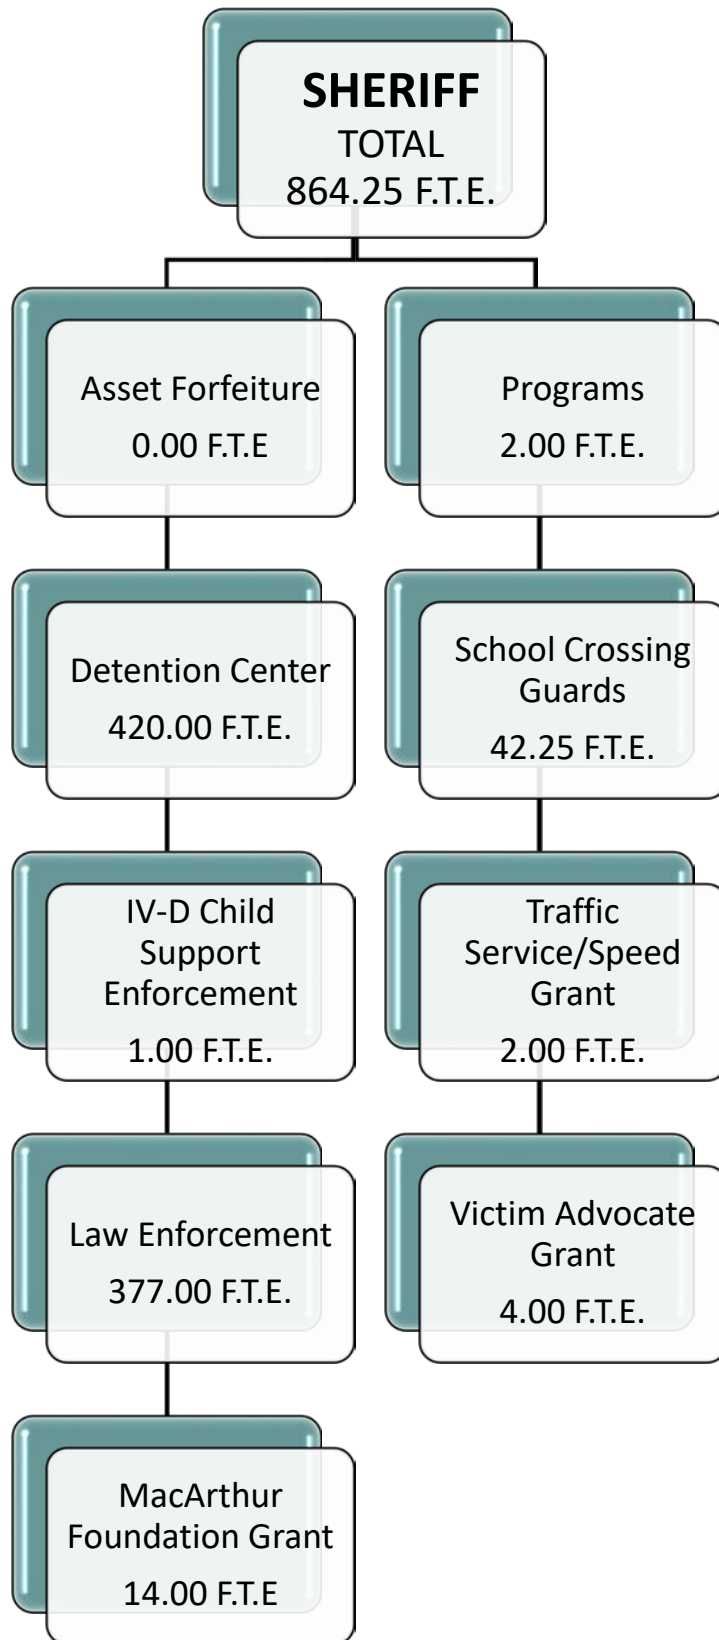 SHERIFF
TOTAL
864.25 F.T.E.
Asset Forfeiture
0.00 F.T.E
Detention Center
420.00 F.T.E.
IV-D Child
Support
Enforcement
1.00 F.T.E.
Law Enforcement
377.00 F.T.E.
MacArthur
Foundation Grant
14.00 F.T.E
Programs
2.00 F.T.E.
School Crossing
Guards
42.25 F.T.E.
Traffic
Service/Speed
Grant
2.00 F.T.E.
Victim Advocate
Grant
4.00 F.T.E.